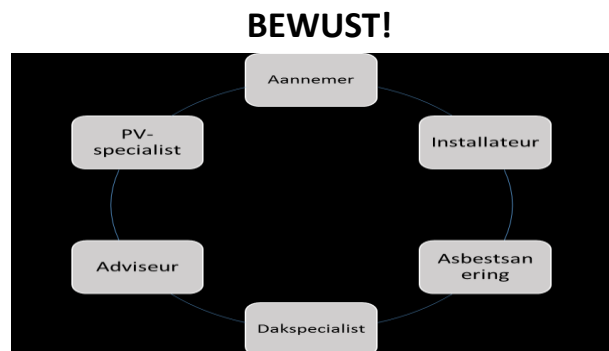 BEWUST!
Aannemer
PV-
specialist
Installateur
Adviseur
Asbestsan
ering
Dakspecialist